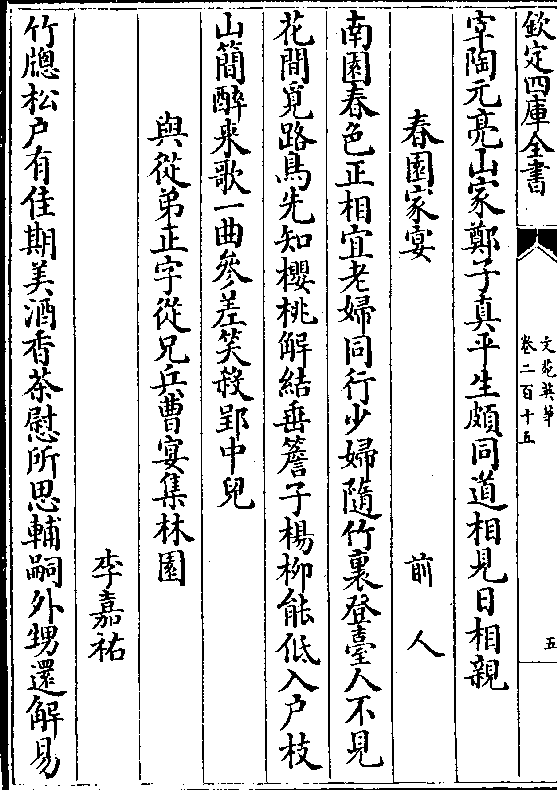 欽定四庫全書
文苑英華
卷二百十五
五
宰陶元亮山家鄭子真平生頗同道相見日相親
春園家宴
前人
南園春色正相宜老婦同行少婦隨竹裏登臺人不見
花間覓路鳥先知櫻桃解結垂簷子楊柳能低入户枝
山簡醉来歌一曲參差笑殺郢中兒
與從弟正字從兄兵曹宴集林園
李嘉祐
竹牕松户有佳期美酒香茶慰所思輔嗣外甥還解易